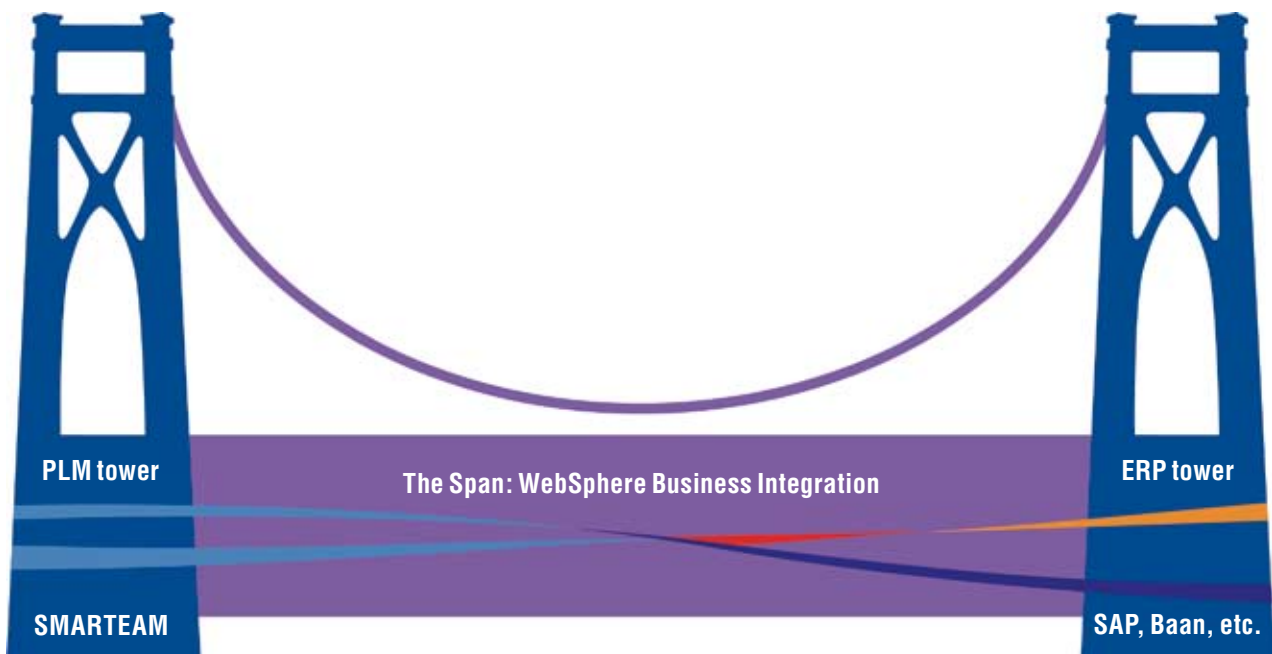 PLM tower
The Span: WebSphere Business Integration
ERP tower
SMARTEAM
SAP, Baan, etc.